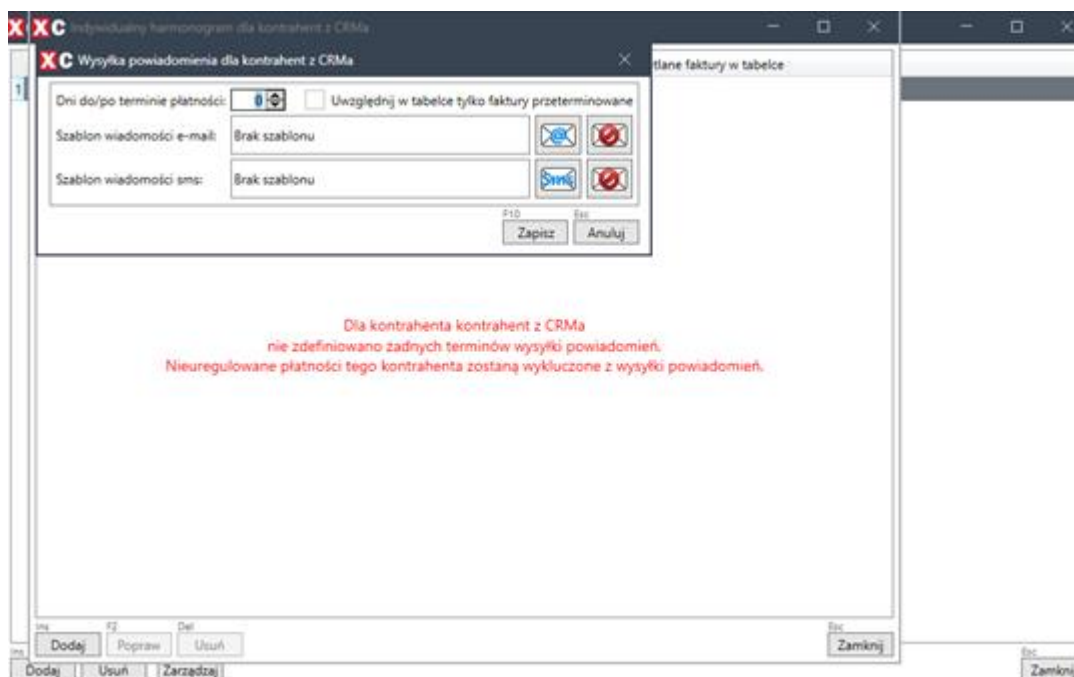 XC Indywidualny harmonogram dla kontrahent z CRMa
XC Wysyłka powiadomienia dla kontrahent z CRMa
tlane faktury w tabelce
1
Dni do/po terminie płatności: 0 Uwzględnij w tabelce tylko faktury przeterminowane
Szablon wiadomości e-mail: Brak szablonu
Szablon wiadomości sms: Brak szablonu
F10 Esc
Zapisz Anuluj
Dla kontrahenta kontrahent z CRMa
nie zdefiniowano żadnych terminów wysyłki powiadomień.
Nieuregulowane płatności tego kontrahenta zostaną wykluczone z wysyłki powiadomień.
Ins F2 Del Esc
Dodaj Popraw Usuń Zamknij
Ins Esc
Dodaj Usuń Zarządzaj Zamknij